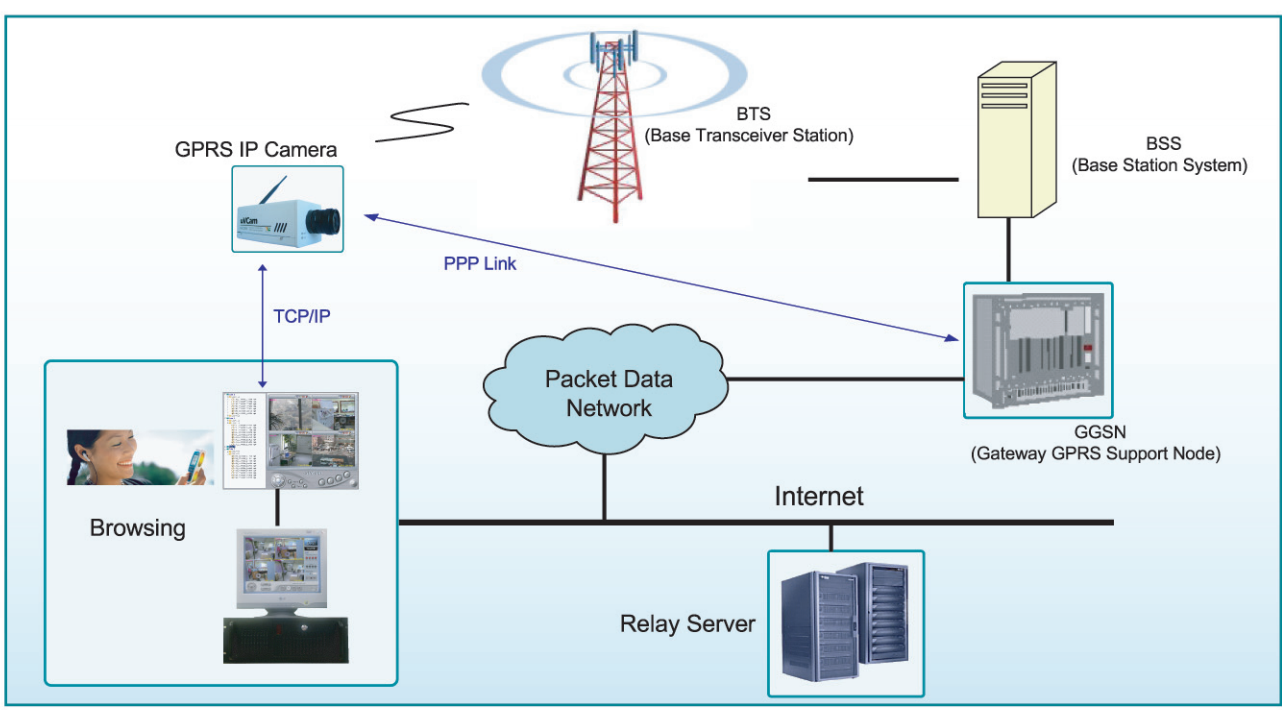 BTS
(Base Transceiver Station)
BSS
(Base Station System)
GPRS IP Camera
PPP Link
TCP/IP
Packet Data
Network
GGSN
(Gateway GPRS Support Node)
Internet
Browsing
Relay Server